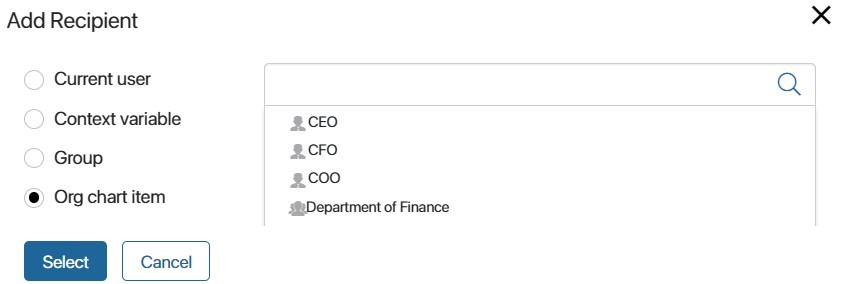 Add Recipient
Current user
Context variable
Group
Org chart item
CEO
CFO
COO
Department of Finance
Select
Cancel